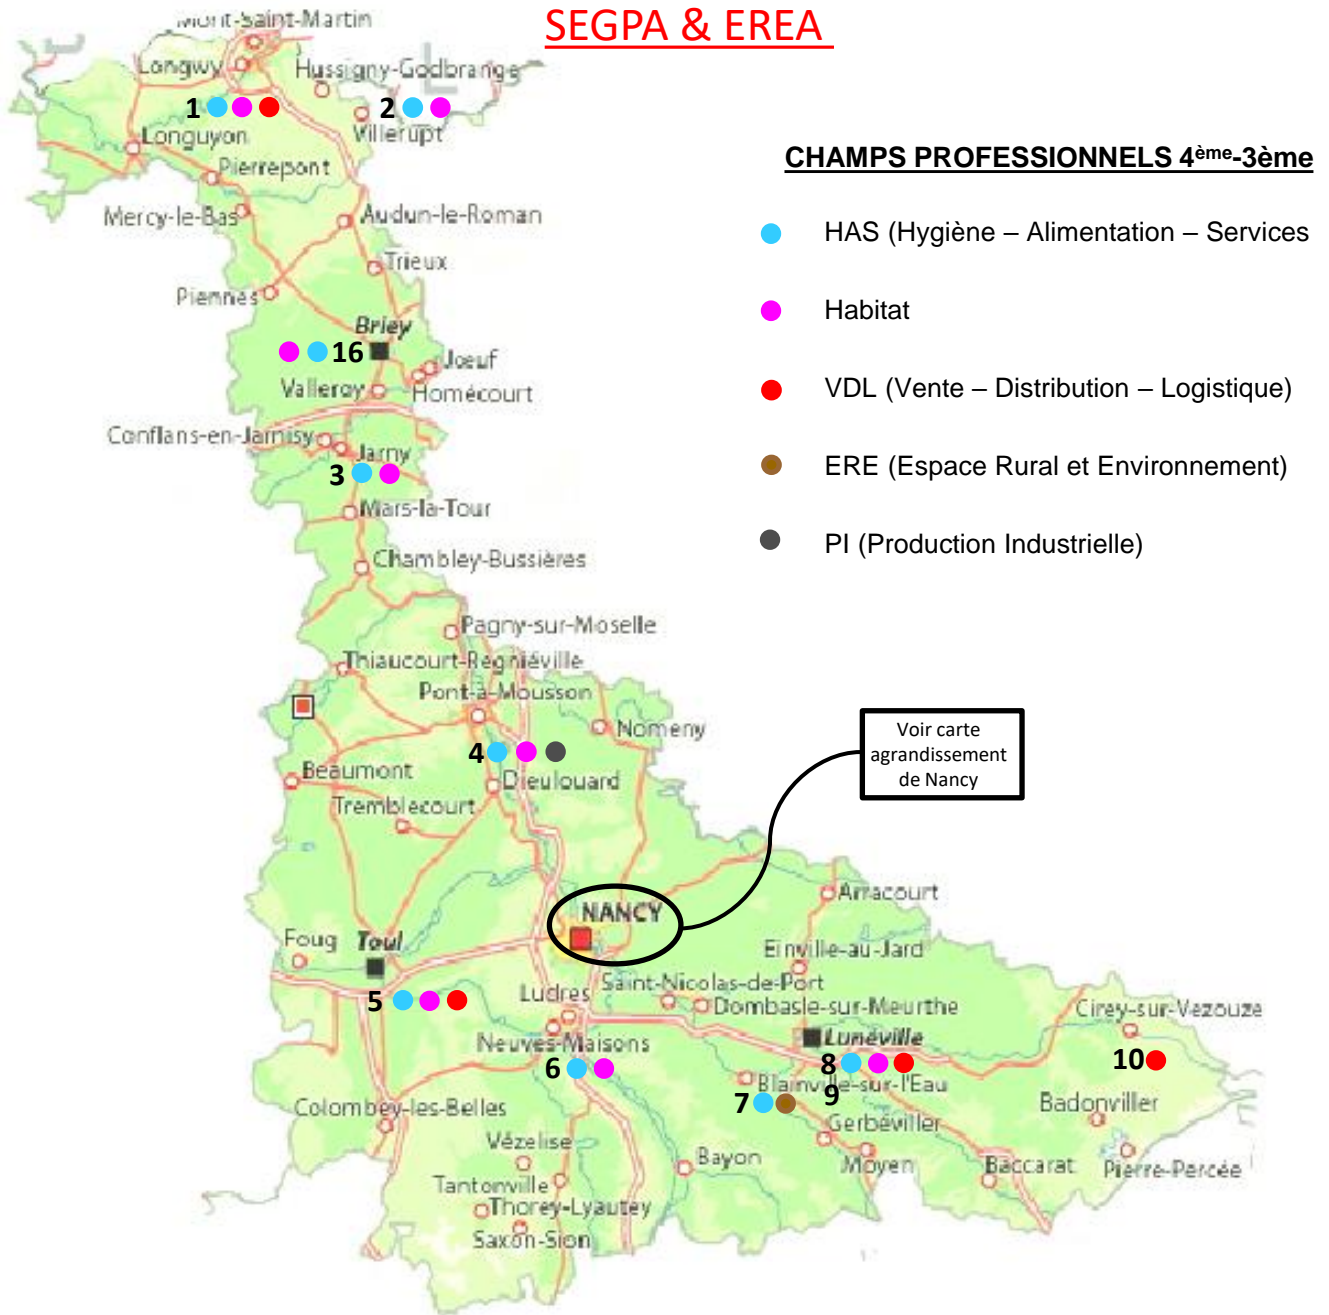 SEGPA & EREA
Mont-Saint-Martin
Longwy
Hussigny-Godbrange
1
2
Villerupt
Longuyon
Pierrepont
Mercy-le-Bas
Audun-le-Roman
Trieux
Piennes
Briey
16
Jœuf
Valleroy
Homécourt
Conflans-en-Jarnisy
Jarny
3
Mars-la-Tour
Chambley-Bussières
Pagny-sur-Moselle
Thiaucourt-Regniéville
Pont-à-Mousson
Nomeny
4
Beaumont
Dieulouard
Tremblecourt
NANCY
Arracourt
Foug
Toul
Einville-au-Jard
5
Ludres
Saint-Nicolas-de-Port
Dombasle-sur-Meurthe
Cirey-sur-Vezouze
Neuves-Maisons
Lunéville
6
8
10
Blainville-sur-l'Eau
9
7
Colombey-les-Belles
Badonviller
Gerbéviller
Vézelise
Bayon
Moyen
Baccarat
Pierre-Percée
Tantonville
Thorey-Lyautey
Saxon-Sion
CHAMPS PROFESSIONNELS 4ème-3ème
HAS (Hygiène – Alimentation – Services
Habitat
VDL (Vente – Distribution – Logistique)
ERE (Espace Rural et Environnement)
PI (Production Industrielle)
Voir carte
agrandissement
de Nancy